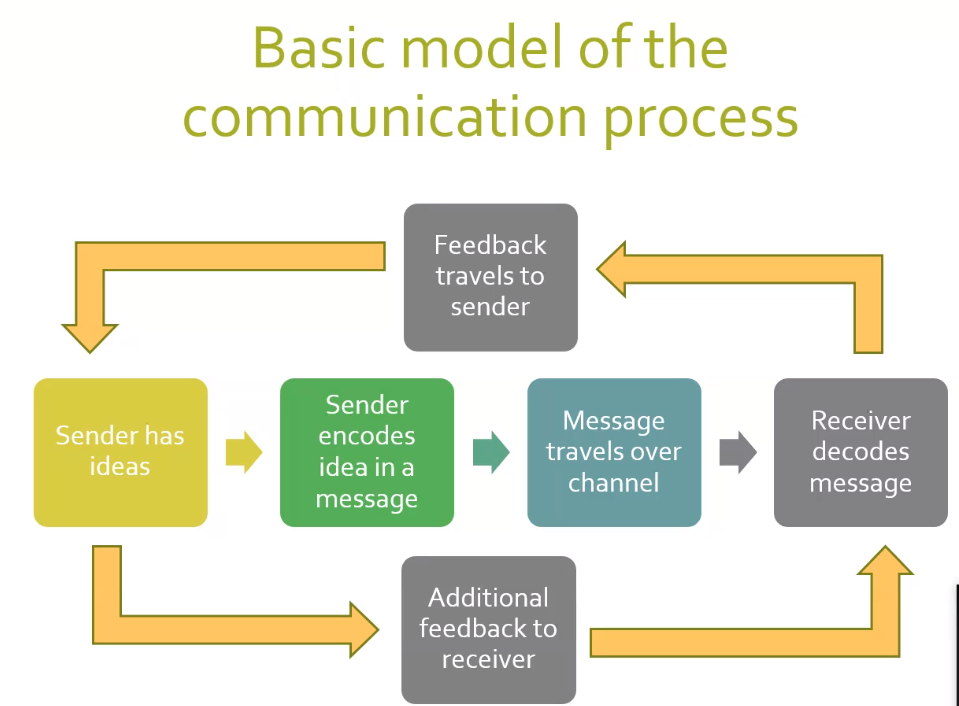 Basic model of the
communication process
Feedback
travels to
sender
Sender has
ideas
Sender
encodes
idea in a
message
Message
travels over
channel
Receiver
decodes
message
Additional
feedback to
receiver